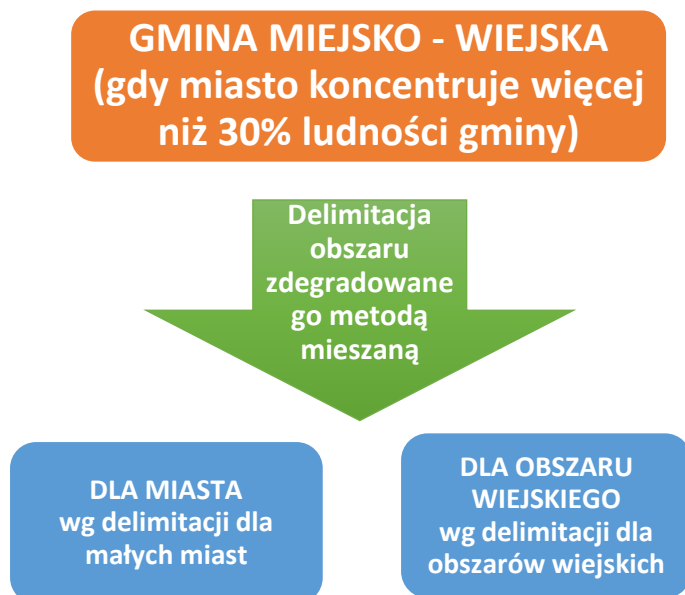 GMINA MIEJSKO - WIEJSKA
(gdy miasto koncentruje więcej
niż 30% ludności gminy)
Delimitacja
obszaru
zdegradowane
go metodą
mieszaną
DLA MIASTA
wg delimitacji dla
małych miast
DLA OBSZARU
WIEJSKIEGO
wg delimitacji dla
obszarów wiejskich